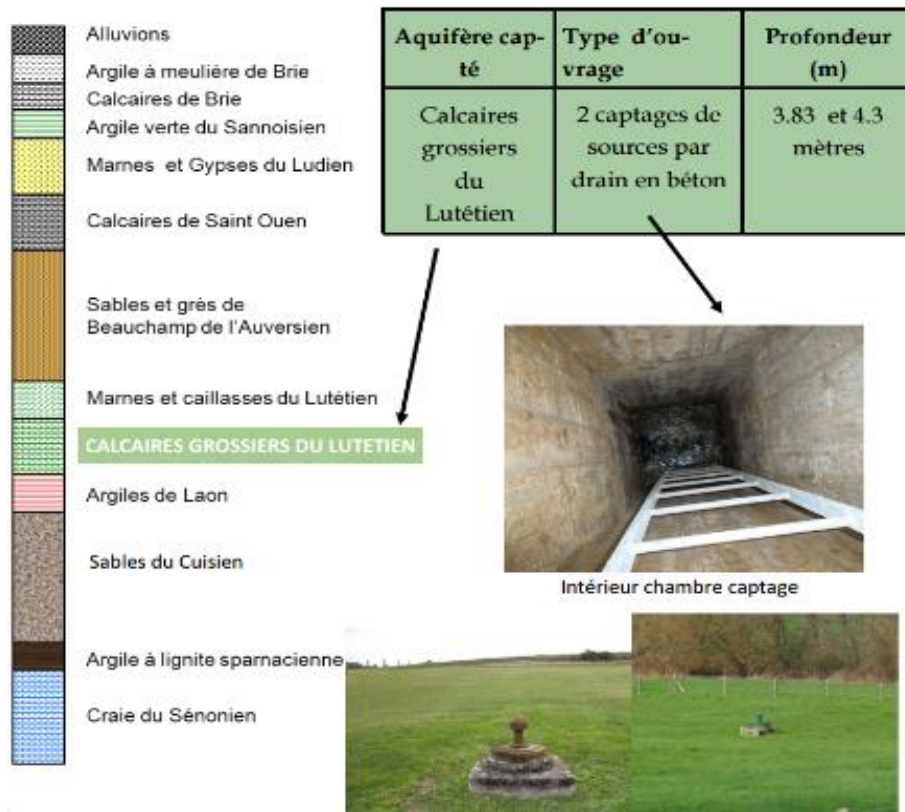 Alluvions
Argile à meulière de Brie
Calcaires de Brie
Argile verte du Sannoisien
Marnes et Gypses du Ludien
Calcaires de Saint Ouen
Sables et grès de
Beauchamp de l'Auversien
Marnes et caillasses du Lutétien
CALCAIRES GROSSIERS DU LUTETIEN
Argiles de Laon
Sables du Cuisien
Argile à lignite sparnacienne
Craie du Sénonien
Aquifère cap-
té
Type d'ou-
vrage
Profondeur
(m)
Calcaires
grossiers
du
Lutétien
2 captages de
sources par
drain en béton
3.83 et 4.3
mètres
Intérieur chambre captage